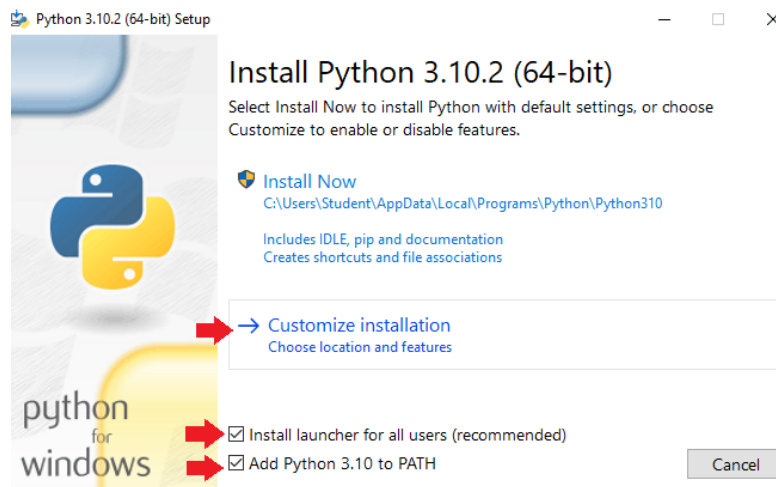 Python 3.10.2 (64-bit) Setup
Install Python 3.10.2 (64-bit)
Select Install Now to install Python with default settings, or choose
Customize to enable or disable features.
Install Now
C:\Users\Student\AppData\Local\Programs\Python\Python310
Includes IDLE, pip and documentation
Creates shortcuts and file associations
Customize installation
Choose location and features
python
for
windows
Install launcher for all users (recommended)
Add Python 3.10 to PATH
Cancel